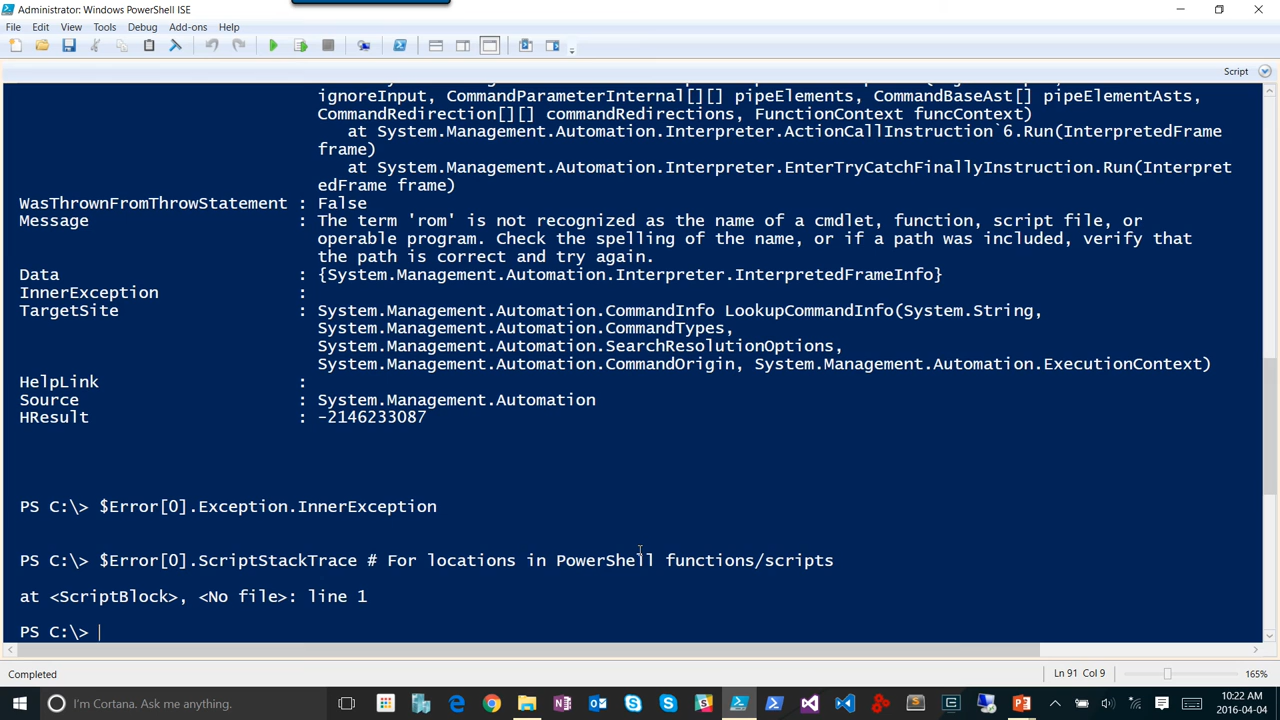 Administrator: Windows PowerShell ISE
File Edit View Tools Debug Add-ons Help
Script
ignoreInput, CommandParameterInternal[][] pipeElements, CommandBaseAst[] pipeElementAsts,
CommandRedirection[][] commandRedirections, FunctionContext funcContext)
at System.Management.Automation.Interpreter.ActionCallInstruction`6.Run(InterpretedFrame
frame)
at System.Management.Automation.Interpreter.EnterTryCatchFinallyInstruction.Run(Interpret
edFrame frame)
WasThrownFromThrowStatement : False
Message : The term 'rom' is not recognized as the name of a cmdlet, function, script file, or
operable program. Check the spelling of the name, or if a path was included, verify that
the path is correct and try again.
Data : {System.Management.Automation.Interpreter.InterpretedFrameInfo}
InnerException :
TargetSite : System.Management.Automation.CommandInfo LookupCommandInfo(System.String,
System.Management.Automation.CommandTypes,
System.Management.Automation.SearchResolutionOptions,
System.Management.Automation.CommandOrigin, System.Management.Automation.ExecutionContext)
HelpLink :
Source : System.Management.Automation
HResult : -2146233087
PS C:\> $Error[0].Exception.InnerException
PS C:\> $Error[0].ScriptStackTrace # For locations in PowerShell functions/scripts
at <ScriptBlock>, <No file>: line 1
PS C:\>
Completed
Ln 91 Col 9
165%
I'm Cortana. Ask me anything.
10:22 AM
2016-04-04